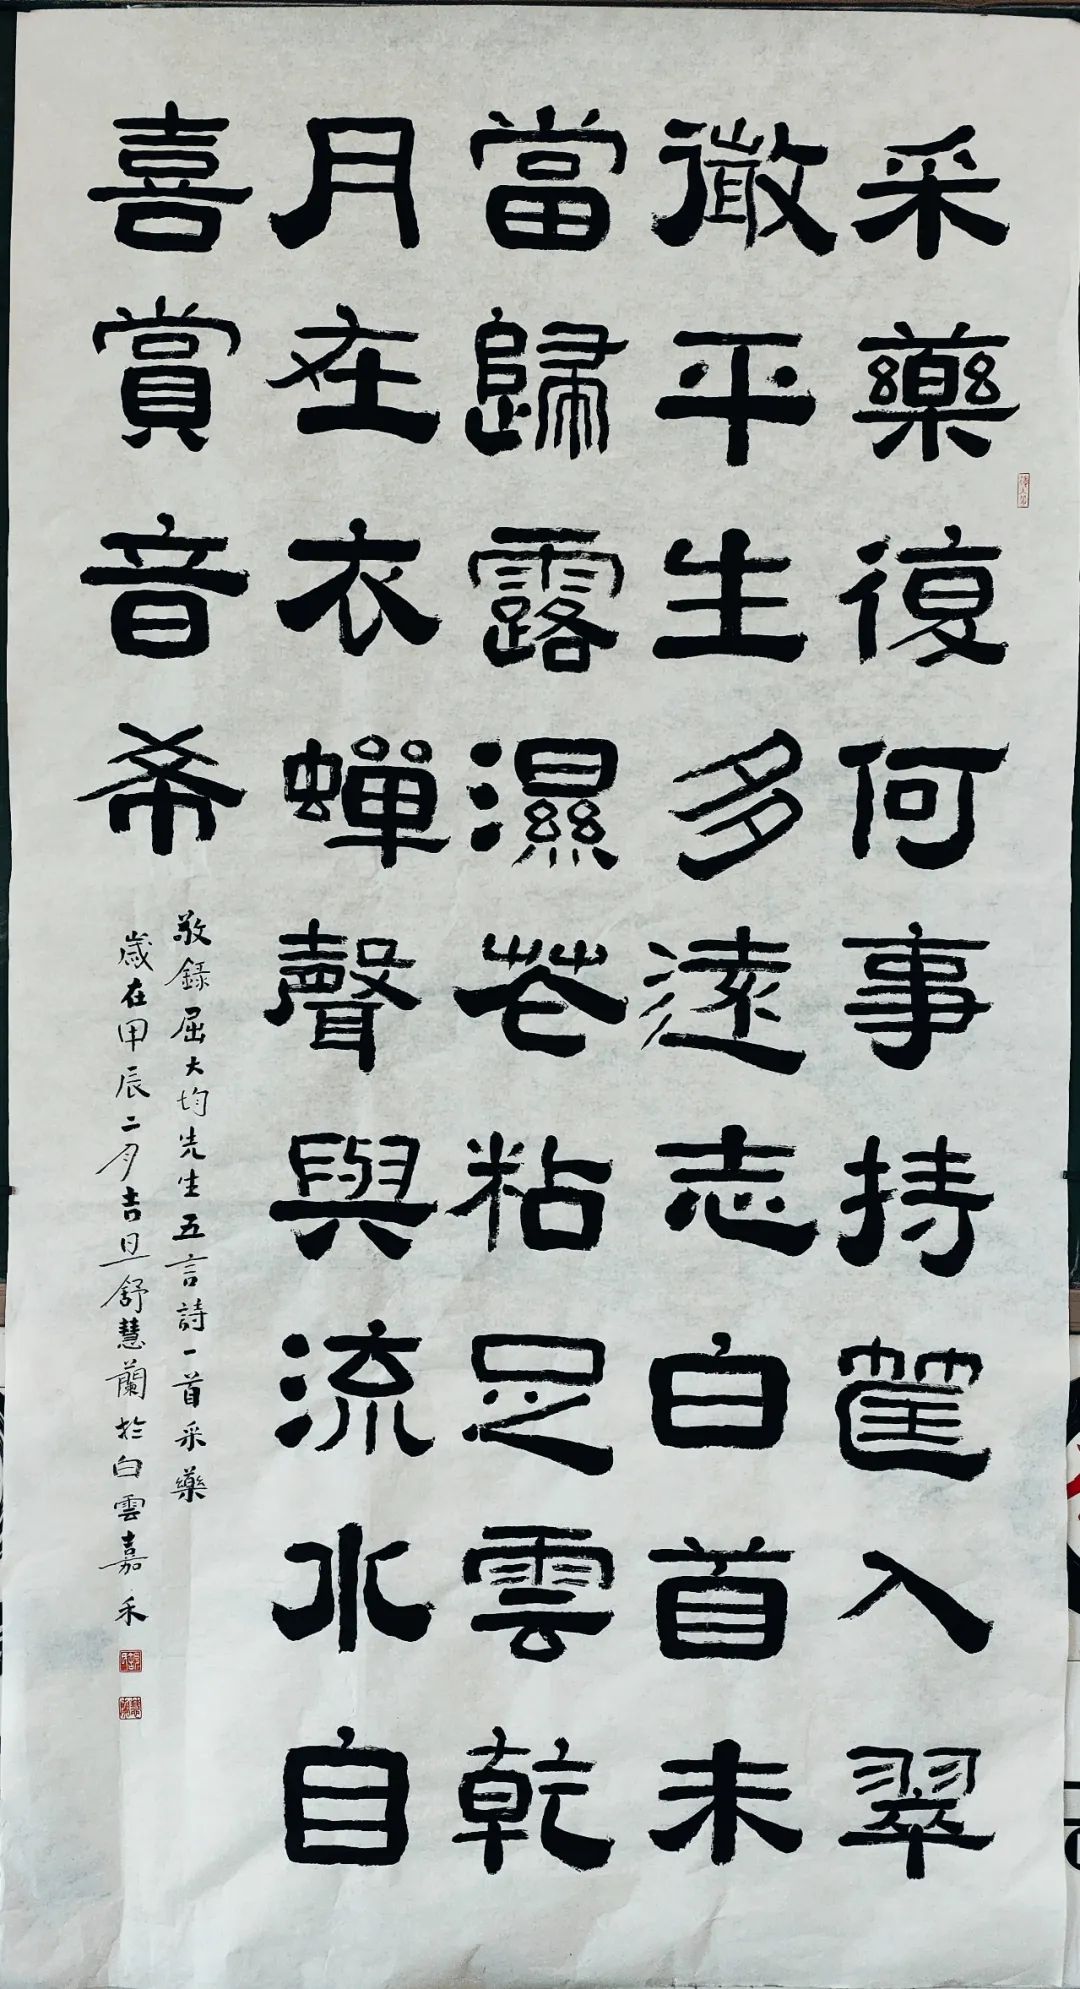 采藥復何事持筐入翠
微平生多遠志白首未
當歸露濕花粘足雲乾
月在衣蟬聲與流水自
喜賞音希
敬録屈大均先生五言詩一首采藥
歲在甲辰二月吉旦舒慧蘭於白雲嘉禾